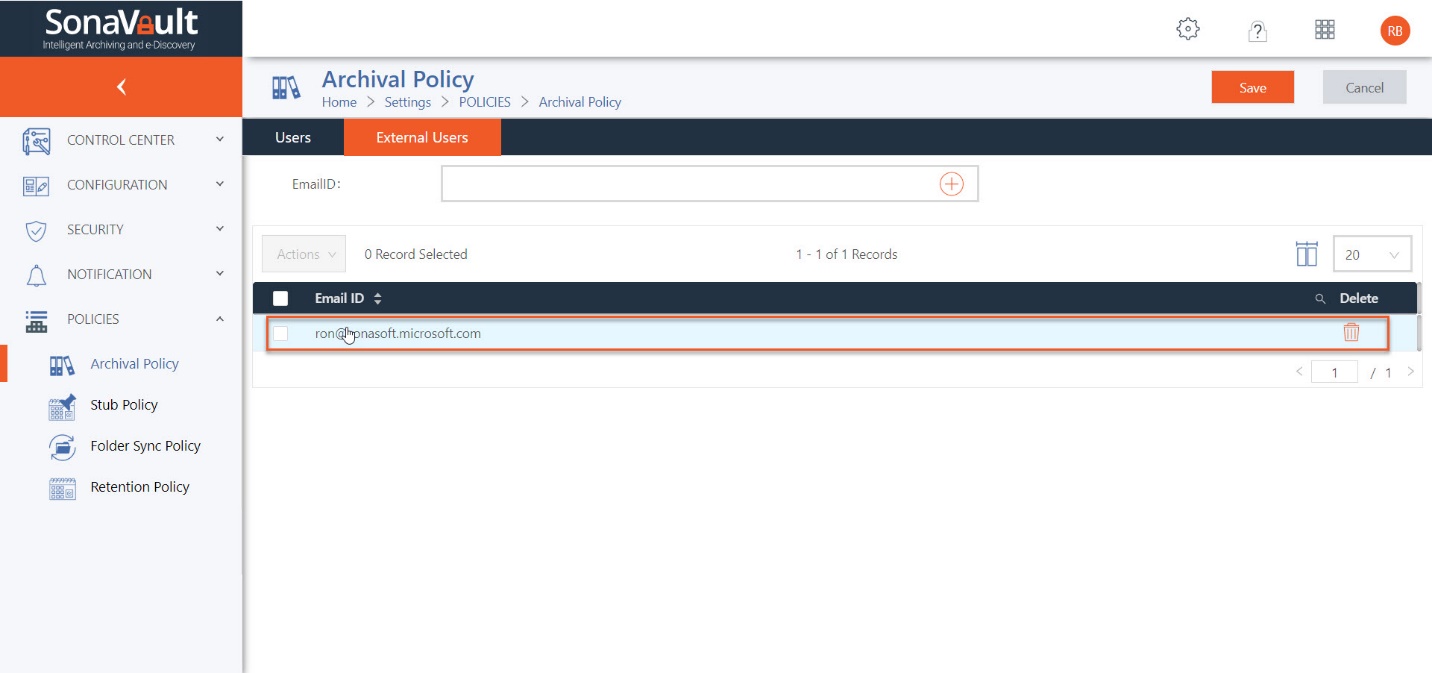 SonaVault
Intelligent Archiving and e-Discovery
?
RB
Archival Policy
Home > Settings > POLICIES > Archival Policy
Save
Cancel
CONTROL CENTER
CONFIGURATION
SECURITY
NOTIFICATION
POLICIES
Archival Policy
Stub Policy
Folder Sync Policy
Retention Policy
Users
External Users
EmailID:
Actions
0 Record Selected
1 - 1 of 1 Records
20
Email ID
Delete
ron@sonasoft.microsoft.com
< 1 / 1 >